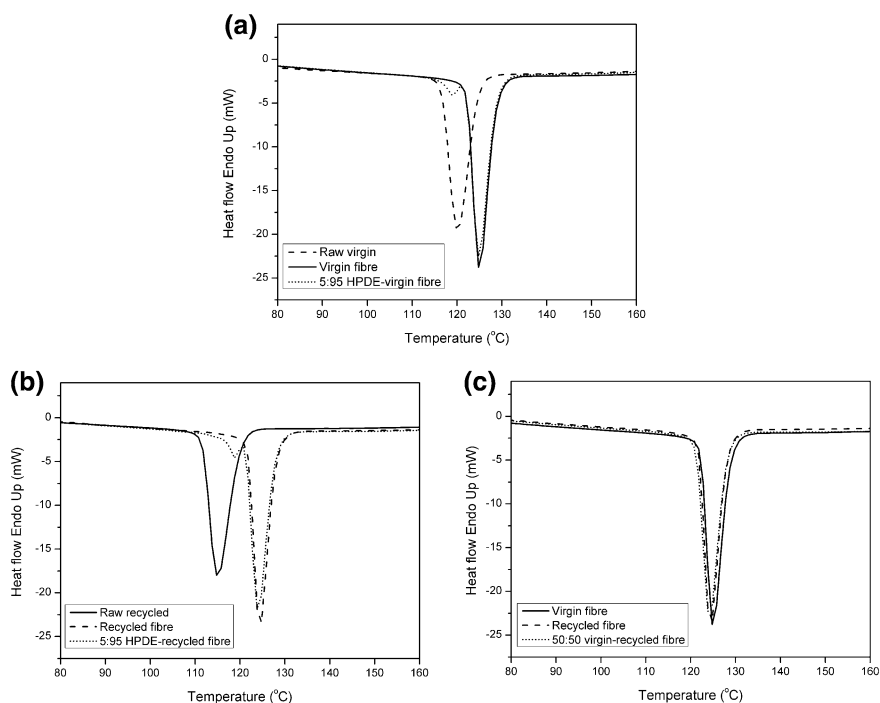 (a)
0
-5
-10
-15
-20
-25
Heat flow Endo Up (mW)
Raw virgin
Virgin fibre
5:95 HPDE-virgin fibre
80 90 100 110 120 130 140 150 160
Temperature (°C)
(b)
0
-5
-10
-15
-20
-25
Heat flow Endo Up (mW)
Raw recycled
Recycled fibre
5:95 HPDE-recycled fibre
80 90 100 110 120 130 140 150 160
Temperature (°C)
(c)
0
-5
-10
-15
-20
-25
Heat flow Endo Up (mW)
Virgin fibre
Recycled fibre
50:50 virgin-recycled fibre
80 90 100 110 120 130 140 150 160
Temperature (°C)